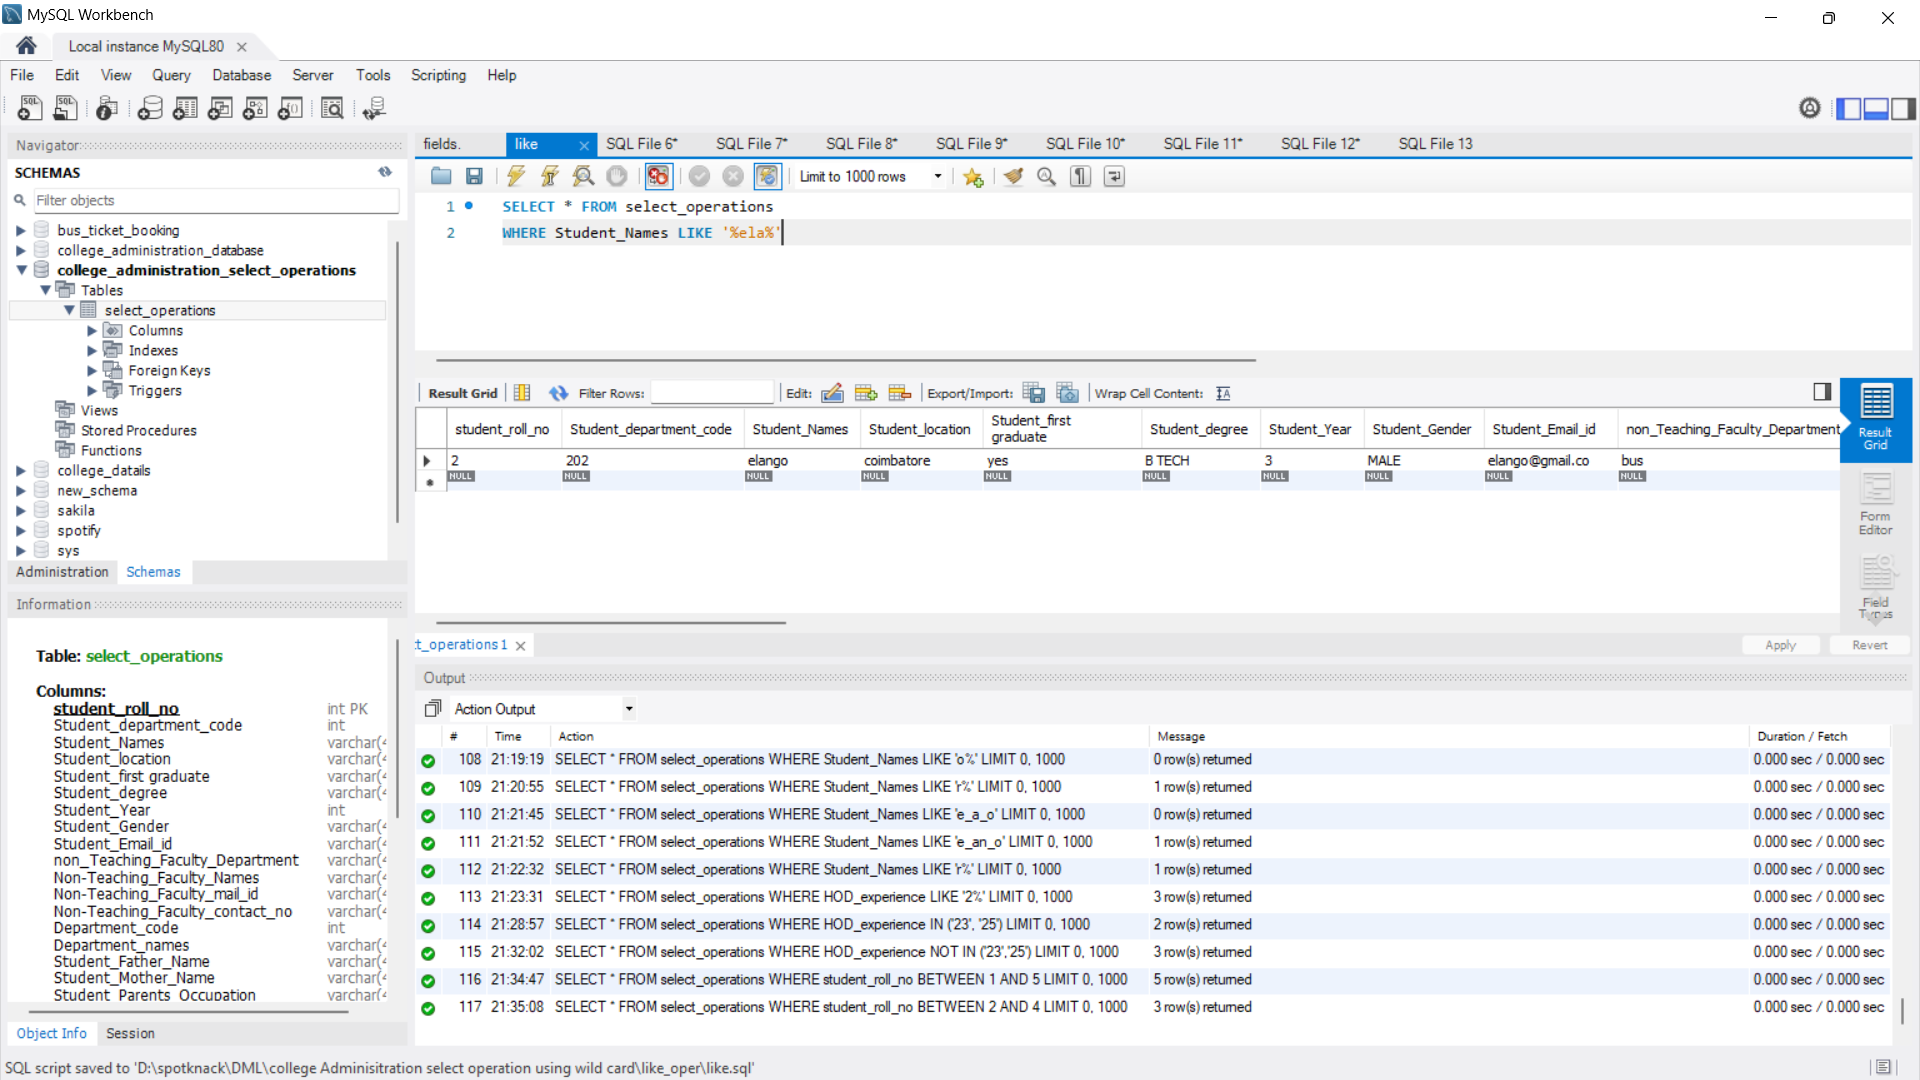 MySQL Workbench
Local instance MySQL80
File Edit View Query Database Server Tools Scripting Help
Navigator
SCHEMAS
Filter objects
bus_ticket_booking
college_administration_database
college_administration_select_operations
Tables
select_operations
Columns
Indexes
Foreign Keys
Triggers
Views
Stored Procedures
Functions
college_datails
new_schema
sakila
spotify
sys
Administration Schemas
Information
Table: select_operations
Columns:
student_roll_no int PK
Student_department_code int
Student_Names varchar(4
Student_location varchar(4
Student_first graduate varchar(4
Student_degree varchar(4
Student_Year int
Student_Gender varchar(4
Student_Email_id varchar(4
non_Teaching_Faculty_Department varchar(4
Non-Teaching_Faculty_Names varchar(4
Non-Teaching_Faculty_mail_id varchar(4
Non-Teaching_Faculty_contact_no varchar(4
Department_code int
Department_names varchar(4
Student_Father_Name varchar(4
Student_Mother_Name varchar(4
Student_Parents_Occupation varchar(4
Object Info Session
fields. like SQL File 6* SQL File 7* SQL File 8* SQL File 9* SQL File 10* SQL File 11* SQL File 12* SQL File 13
Limit to 1000 rows
1 SELECT * FROM select_operations
2 WHERE Student_Names LIKE '%ela%'
Result Grid Filter Rows: Edit: Export/Import: Wrap Cell Content:
student_roll_no Student_department_code Student_Names Student_location Student_first graduate Student_degree Student_Year Student_Gender Student_Email_id non_Teaching_Faculty_Department
2 202 elango coimbatore yes B TECH 3 MALE elango@gmail.co bus
NULL NULL NULL NULL NULL NULL NULL NULL NULL NULL
Result Grid
Form Editor
Field Types
t_operations 1
Apply Revert
Output
Action Output
# Time Action Message Duration / Fetch
108 21:19:19 SELECT * FROM select_operations WHERE Student_Names LIKE 'o%' LIMIT 0, 1000 0 row(s) returned 0.000 sec / 0.000 sec
109 21:20:55 SELECT * FROM select_operations WHERE Student_Names LIKE 'r%' LIMIT 0, 1000 1 row(s) returned 0.000 sec / 0.000 sec
110 21:21:45 SELECT * FROM select_operations WHERE Student_Names LIKE 'e_a_o' LIMIT 0, 1000 0 row(s) returned 0.000 sec / 0.000 sec
111 21:21:52 SELECT * FROM select_operations WHERE Student_Names LIKE 'e_an_o' LIMIT 0, 1000 1 row(s) returned 0.000 sec / 0.000 sec
112 21:22:32 SELECT * FROM select_operations WHERE Student_Names LIKE 'r%' LIMIT 0, 1000 1 row(s) returned 0.000 sec / 0.000 sec
113 21:23:31 SELECT * FROM select_operations WHERE HOD_experience LIKE '2%' LIMIT 0, 1000 3 row(s) returned 0.000 sec / 0.000 sec
114 21:28:57 SELECT * FROM select_operations WHERE HOD_experience IN ('23', '25') LIMIT 0, 1000 2 row(s) returned 0.000 sec / 0.000 sec
115 21:32:02 SELECT * FROM select_operations WHERE HOD_experience NOT IN ('23','25') LIMIT 0, 1000 3 row(s) returned 0.000 sec / 0.000 sec
116 21:34:47 SELECT * FROM select_operations WHERE student_roll_no BETWEEN 1 AND 5 LIMIT 0, 1000 5 row(s) returned 0.000 sec / 0.000 sec
117 21:35:08 SELECT * FROM select_operations WHERE student_roll_no BETWEEN 2 AND 4 LIMIT 0, 1000 3 row(s) returned 0.000 sec / 0.000 sec
SQL script saved to 'D:\spotknack\DML\college Adminisitration select operation using wild card\like_oper\like.sql'